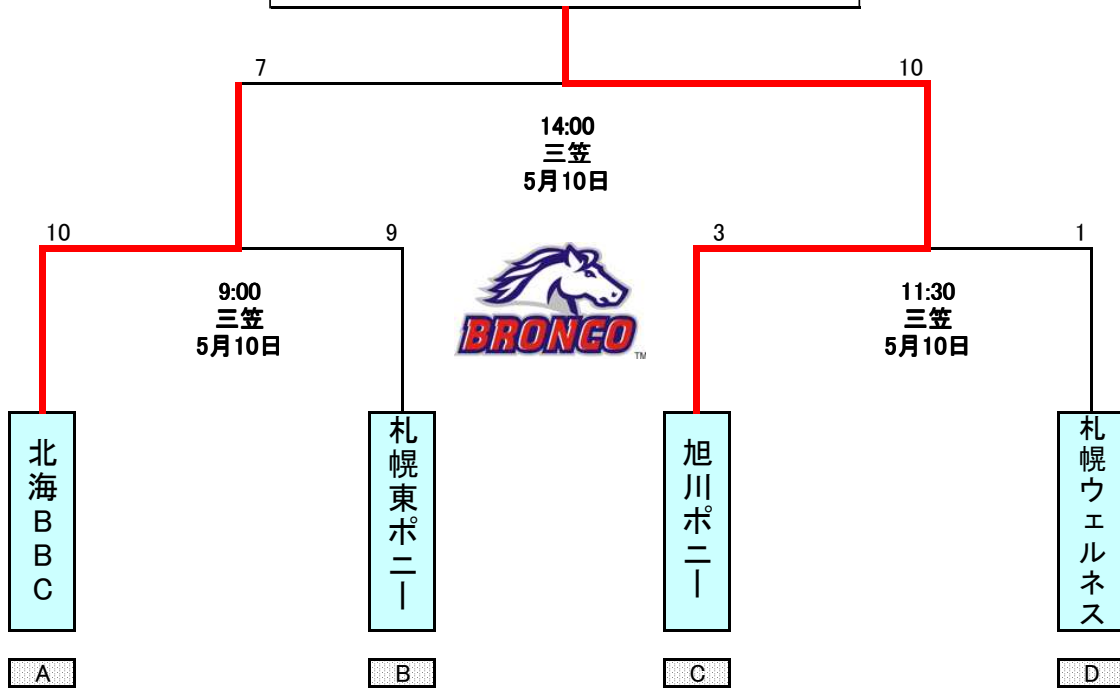 7
10
14:00
三笠
5月10日
10
9
3
1
9:00
三笠
5月10日
BRONCO
TM
11:30
三笠
5月10日
北海BBC
札幌東ポニー
旭川ポニー
札幌ウェルネス
A
B
C
D